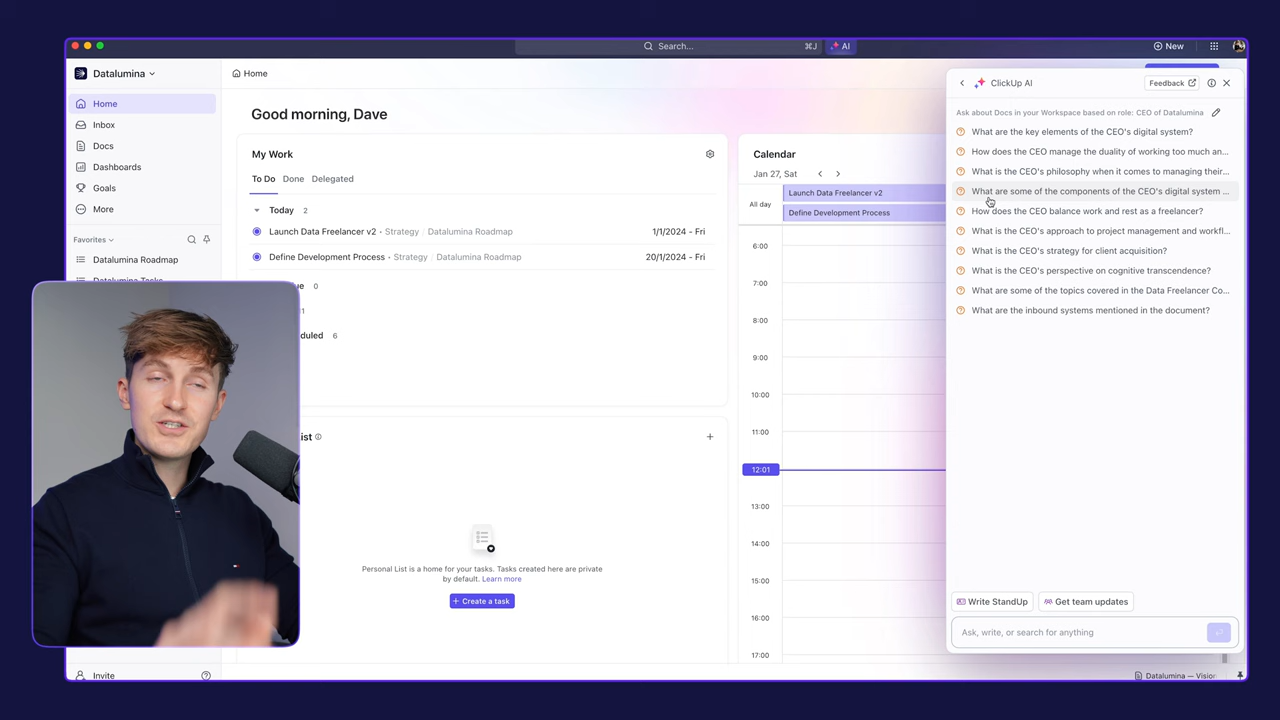 Search...
⌘J
AI
New
Datalumina
Home
Inbox
Docs
Dashboards
Goals
More
Favorites
Datalumina Roadmap
Datalumina Tasks
Invite
Home
Good morning, Dave
My Work
To Do Done Delegated
Today 2
Launch Data Freelancer v2 • Strategy | Datalumina Roadmap 1/1/2024 - Fri
Define Development Process • Strategy | Datalumina Roadmap 20/1/2024 - Fri
0
6
Personal List is a home for your tasks. Tasks created here are private
by default. Learn more
+ Create a task
Calendar
Jan 27, Sat
All day
Launch Data Freelancer v2
Define Development Process
6:00
7:00
8:00
9:00
10:00
11:00
12:01
13:00
14:00
15:00
16:00
17:00
ClickUp AI
Feedback
Ask about Docs in your Workspace based on role: CEO of Datalumina
What are the key elements of the CEO's digital system?
How does the CEO manage the duality of working too much an...
What is the CEO's philosophy when it comes to managing their...
What are some of the components of the CEO's digital system ...
How does the CEO balance work and rest as a freelancer?
What is the CEO's approach to project management and workfl...
What is the CEO's strategy for client acquisition?
What is the CEO's perspective on cognitive transcendence?
What are some of the topics covered in the Data Freelancer Co...
What are the inbound systems mentioned in the document?
Write StandUp
Get team updates
Ask, write, or search for anything
Datalumina — Vision